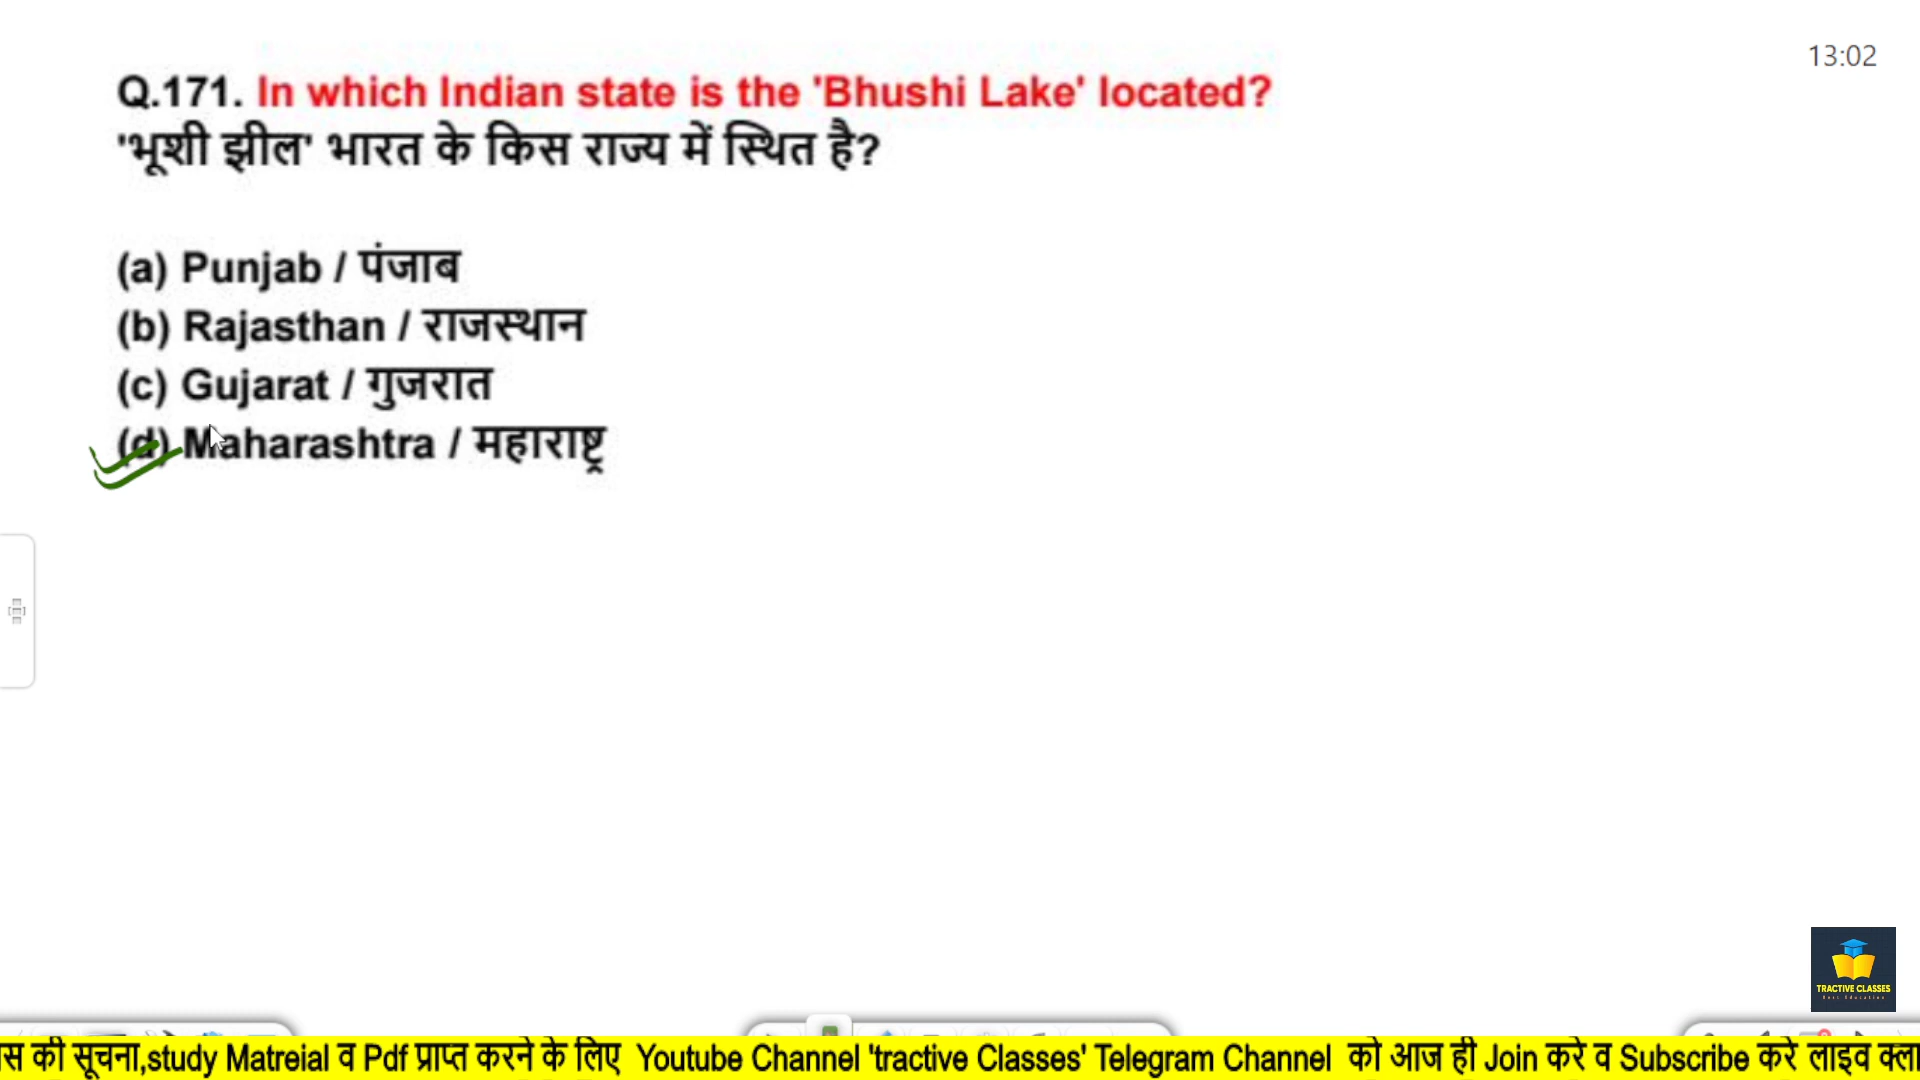 13:02
Q.171. In which Indian state is the 'Bhushi Lake' located?
'भूशी झील' भारत के किस राज्य में स्थित है?
(a) Punjab / पंजाब
(b) Rajasthan / राजस्थान
(c) Gujarat / गुजरात
(d) Maharashtra / महाराष्ट्र
TRACTIVE CLASSES
Best Education
स की सूचना,study Matreial व Pdf प्राप्त करने के लिए Youtube Channel 'tractive Classes' Telegram Channel को आज ही Join करे व Subscribe करे लाइव क्ला